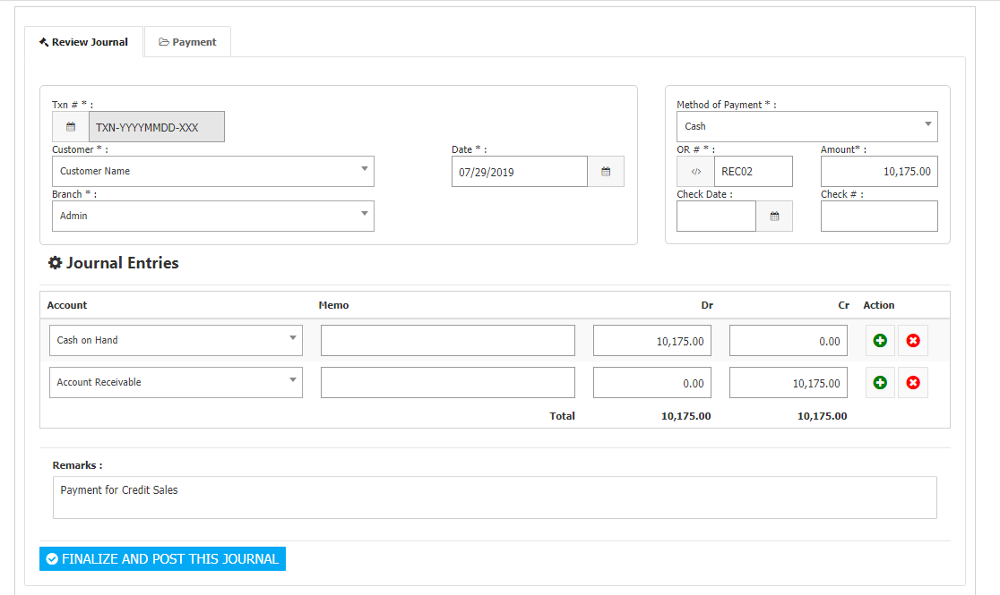 Review Journal
Payment
Txn # * :
TXN-YYYYMMDD-XXX
Customer * :
Customer Name
Date * :
07/29/2019
Branch * :
Admin
Method of Payment * :
Cash
OR # * :
Amount* :
REC02
10,175.00
Check Date :
Check # :
Journal Entries
Account Memo Dr Cr Action
Cash on Hand 10,175.00 0.00
Account Receivable 0.00 10,175.00
Total 10,175.00 10,175.00
Remarks :
Payment for Credit Sales
FINALIZE AND POST THIS JOURNAL